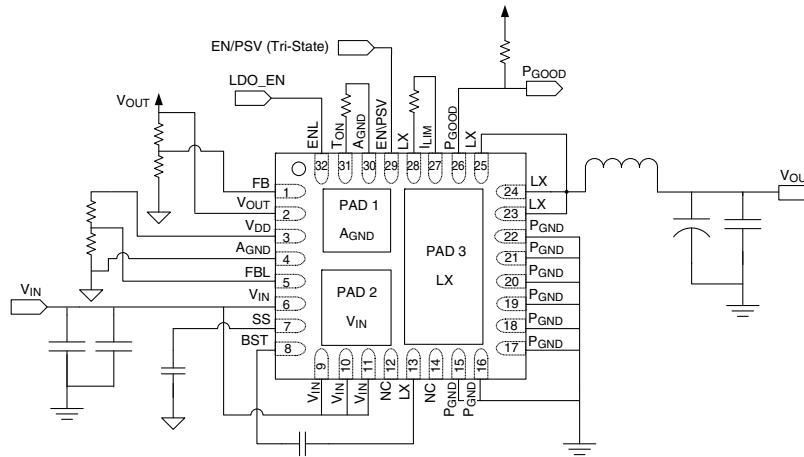 EN/PSV (Tri-State)
LDO_EN
PGOOD
VOUT
ENL
TON
AGND
EN\PSV
LX
ILIM
PGOOD
LX
32
31
30
29
28
27
26
25
FB
1
VOUT
2
VDD
3
AGND
4
FBL
5
VIN
VIN
6
SS
7
BST
8
PAD 1
AGND
PAD 2
VIN
PAD 3
LX
24
LX
23
LX
22
PGND
21
PGND
20
PGND
19
PGND
18
PGND
17
PGND
9
10
11
12
13
14
15
16
VIN
VIN
VIN
NC
LX
NC
PGND
PGND